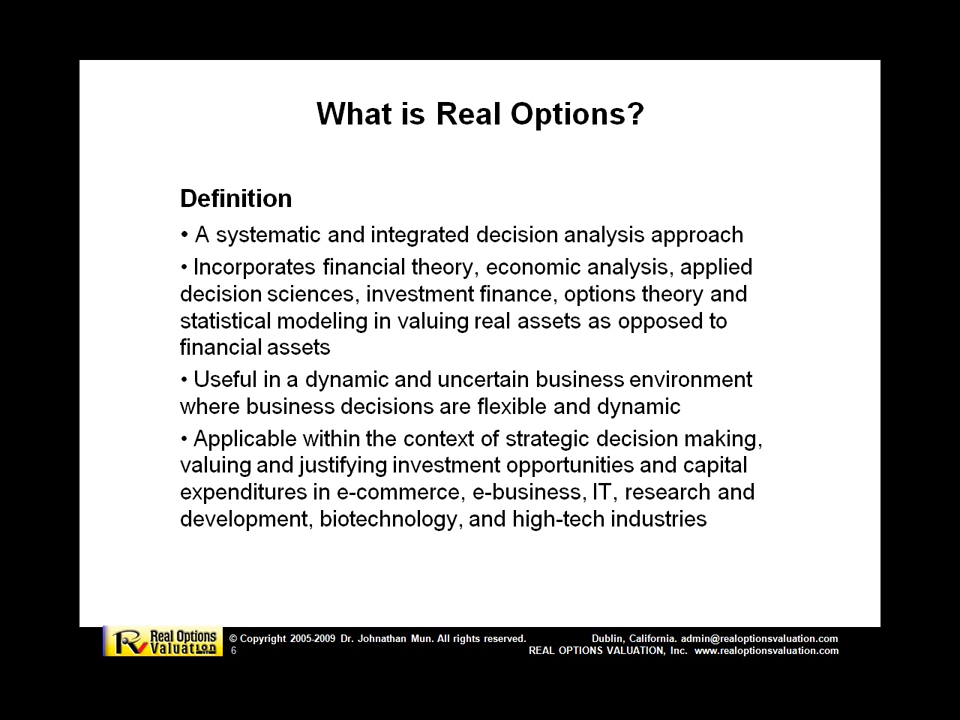 What is Real Options?
Definition
• A systematic and integrated decision analysis approach
• Incorporates financial theory, economic analysis, applied
decision sciences, investment finance, options theory and
statistical modeling in valuing real assets as opposed to
financial assets
• Useful in a dynamic and uncertain business environment
where business decisions are flexible and dynamic
• Applicable within the context of strategic decision making,
valuing and justifying investment opportunities and capital
expenditures in e-commerce, e-business, IT, research and
development, biotechnology, and high-tech industries
Real Options
Valuation
© Copyright 2005-2009 Dr. Johnathan Mun. All rights reserved.
6
Dublin, California. admin@realoptionsvaluation.com
REAL OPTIONS VALUATION, Inc. www.realoptionsvaluation.com